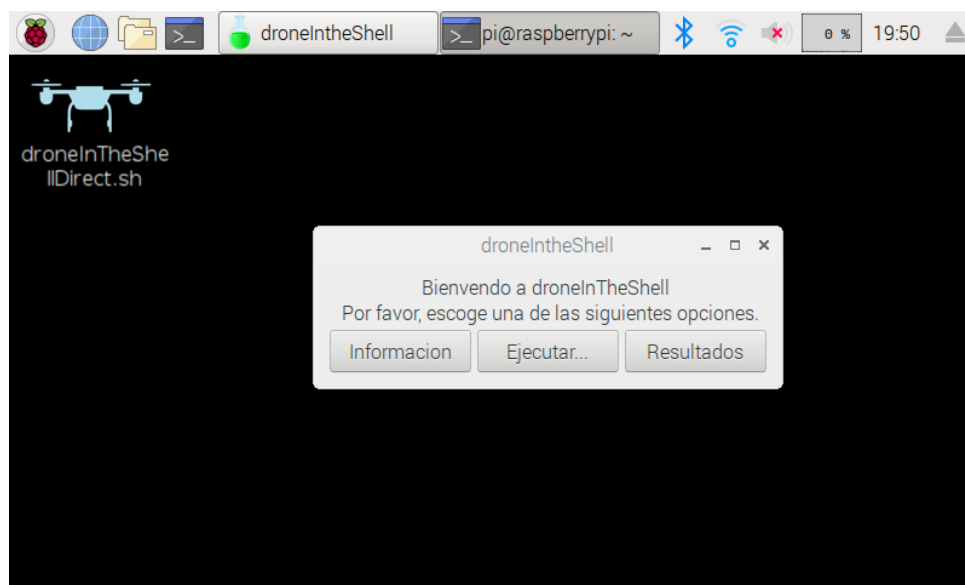 droneIntheShell
>_ pi@raspberrypi: ~
0 %
19:50
droneInTheShe
llDirect.sh
droneIntheShell
Bienvendo a droneInTheShell
Por favor, escoge una de las siguientes opciones.
Informacion
Ejecutar...
Resultados